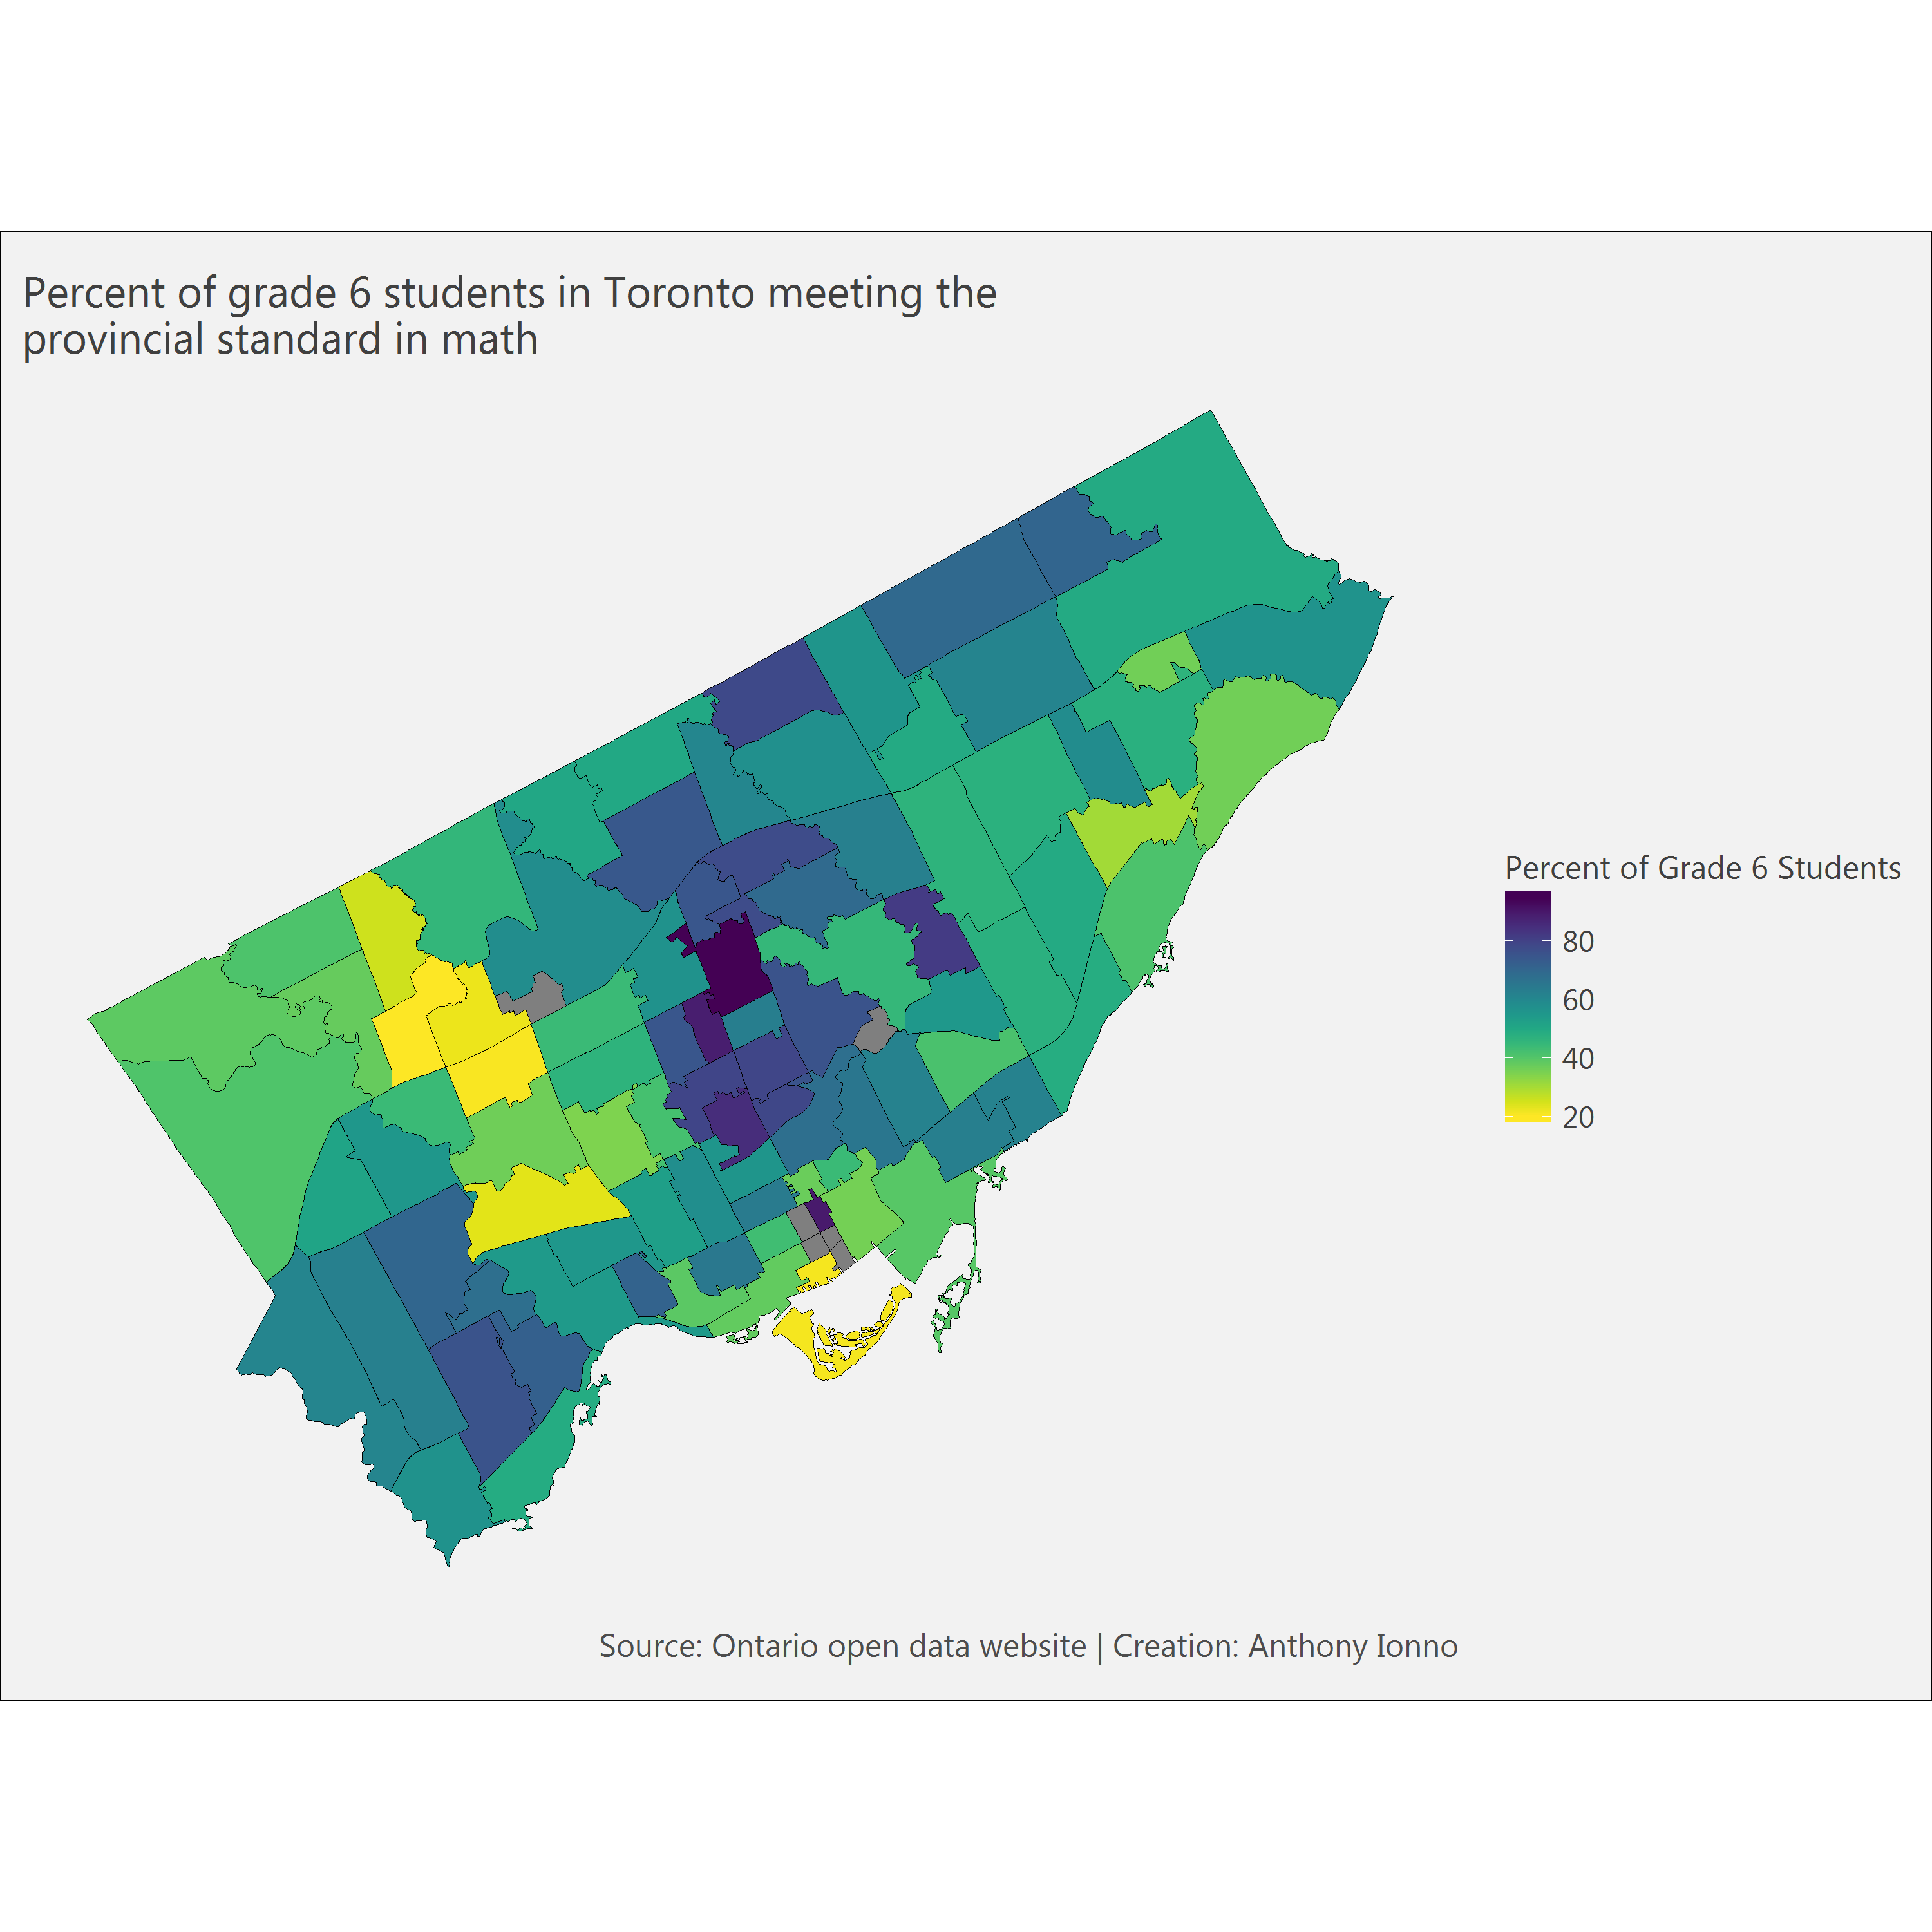 Percent of grade 6 students in Toronto meeting the
provincial standard in math
Percent of Grade 6 Students
80
60
40
20
Source: Ontario open data website | Creation: Anthony Ionno